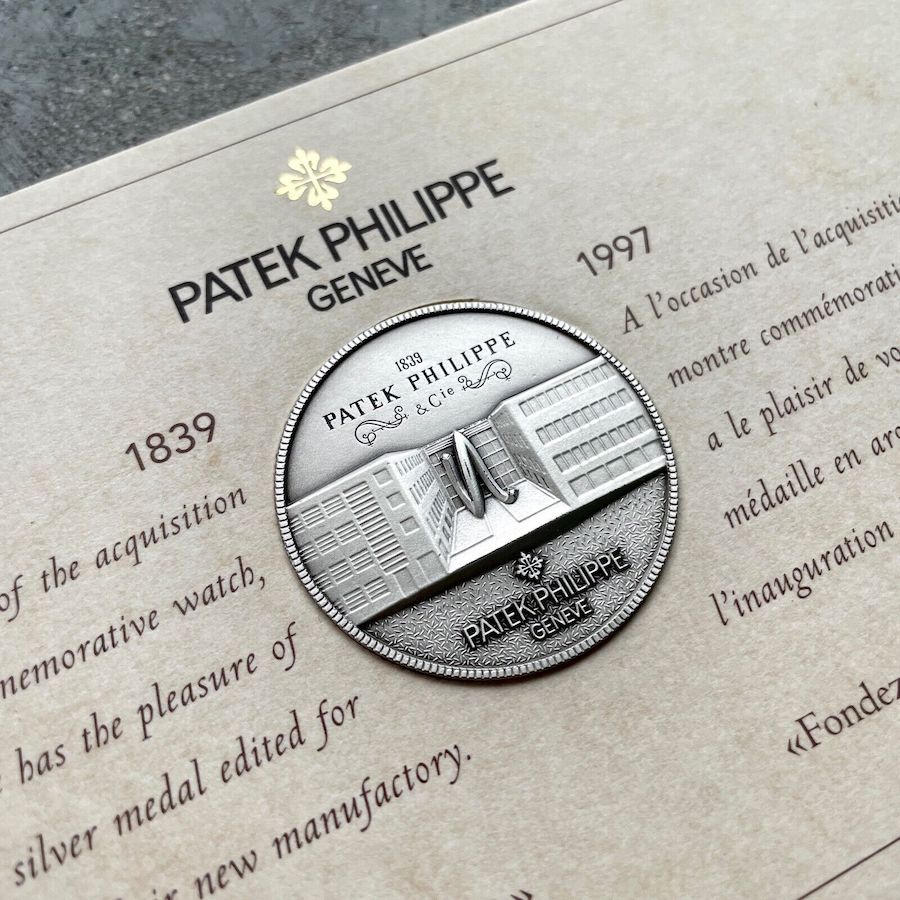 PATEK PHILIPPE
GENEVE
1839
of the acquisition
watch,
has the pleasure of
silver medal edited for
new manufactory.
1839
PATEK PHILIPPE
& Cie
PATEK PHILIPPE
GENEVE
1997
A l'occasion de l'acquisiti
montre commémorati
a le plaisir de vo
médaille en
l'inauguration
«Fondez
»